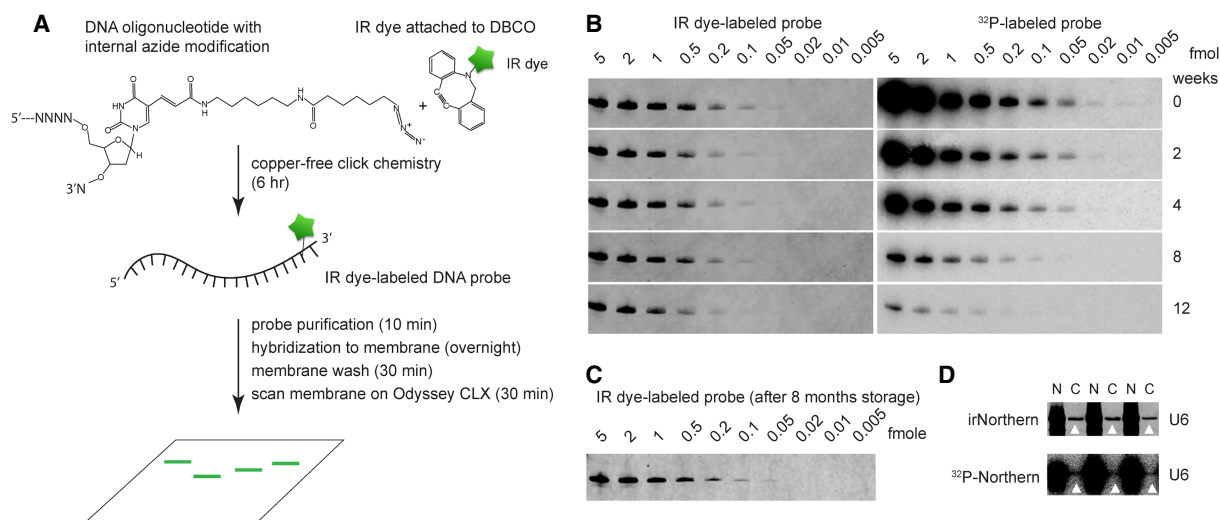 A
DNA oligonucleotide with
internal azide modification
IR dye attached to DBCO
IR dye
O
HN
O
N
O
N
H
H
N
O
N
N+
N-
+
N
C
C
5'---NNNN
O
O
H
O
3'N
copper-free click chemistry
(6 hr)
3'
5'
IR dye-labeled DNA probe
probe purification (10 min)
hybridization to membrane (overnight)
membrane wash (30 min)
scan membrane on Odyssey CLX (30 min)
B
IR dye-labeled probe
32P-labeled probe
5 2 1 0.5 0.2 0.1 0.05 0.02 0.01 0.005
5 2 1 0.5 0.2 0.1 0.05 0.02 0.01 0.005 fmol
weeks
0
2
4
8
12
C
IR dye-labeled probe (after 8 months storage)
5 2 1 0.5 0.2 0.1 0.05 0.02 0.01 0.005 fmole
D
N C N C N C
irNorthern U6
32P-Northern U6